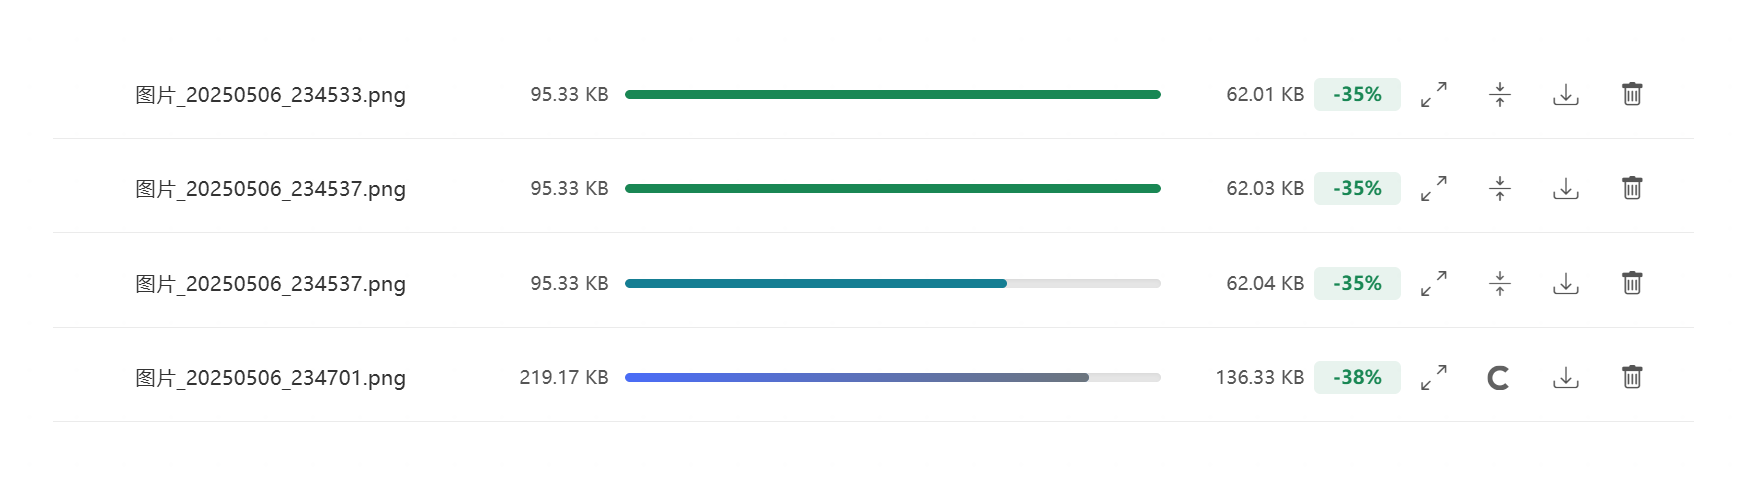 图片_20250506_234533.png 95.33 KB 62.01 KB -35%
图片_20250506_234537.png 95.33 KB 62.03 KB -35%
图片_20250506_234537.png 95.33 KB 62.04 KB -35%
图片_20250506_234701.png 219.17 KB 136.33 KB -38%